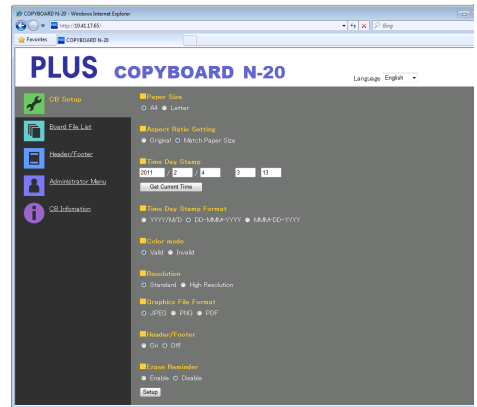 COPYBOARD N-20 - Windows Internet Explorer
http://10.41.17.65/
Bing
Favorites COPYBOARD N-20
PLUS COPYBOARD N-20
Language English
CB Setup
Board File List
Header/Footer
Administrator Menu
CB Infomation
Paper Size
A4 Letter
Aspect Ratio Setting
Original Match Paper Size
Time Day Stamp
2011 / 2 / 4 3 13
Get Current Time
Time Day Stamp Format
YYYY/M/D DD-MMM-YYYY MMM-DD-YYYY
Color mode
Valid Invalid
Resolution
Standard High Resolution
Graphics File Format
JPEG PNG PDF
Header/Footer
On Off
Erase Reminder
Enable Disable
Setup